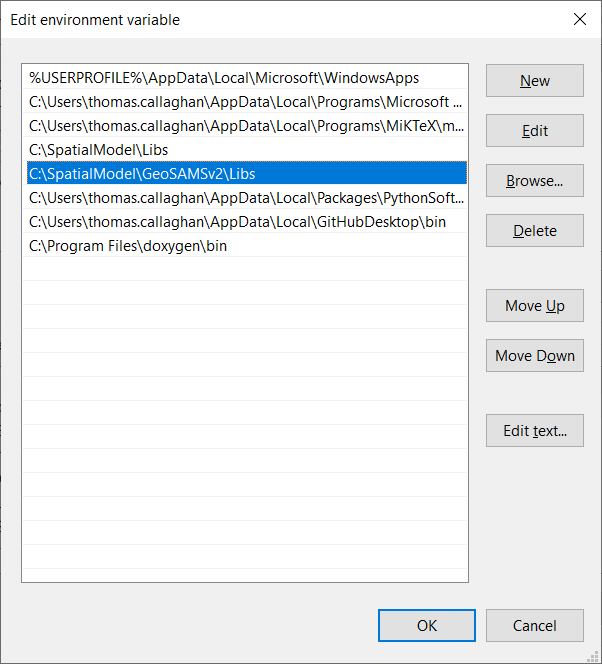 Edit environment variable
%USERPROFILE%\AppData\Local\Microsoft\WindowsApps
C:\Users\thomas.callaghan\AppData\Local\Programs\Microsoft ...
C:\Users\thomas.callaghan\AppData\Local\Programs\MiKTeX\m...
C:\SpatialModel\Libs
C:\SpatialModel\GeoSAMSv2\Libs
C:\Users\thomas.callaghan\AppData\Local\Packages\PythonSoft...
C:\Users\thomas.callaghan\AppData\Local\GitHubDesktop\bin
C:\Program Files\doxygen\bin
New
Edit
Browse...
Delete
Move Up
Move Down
Edit text...
OK
Cancel